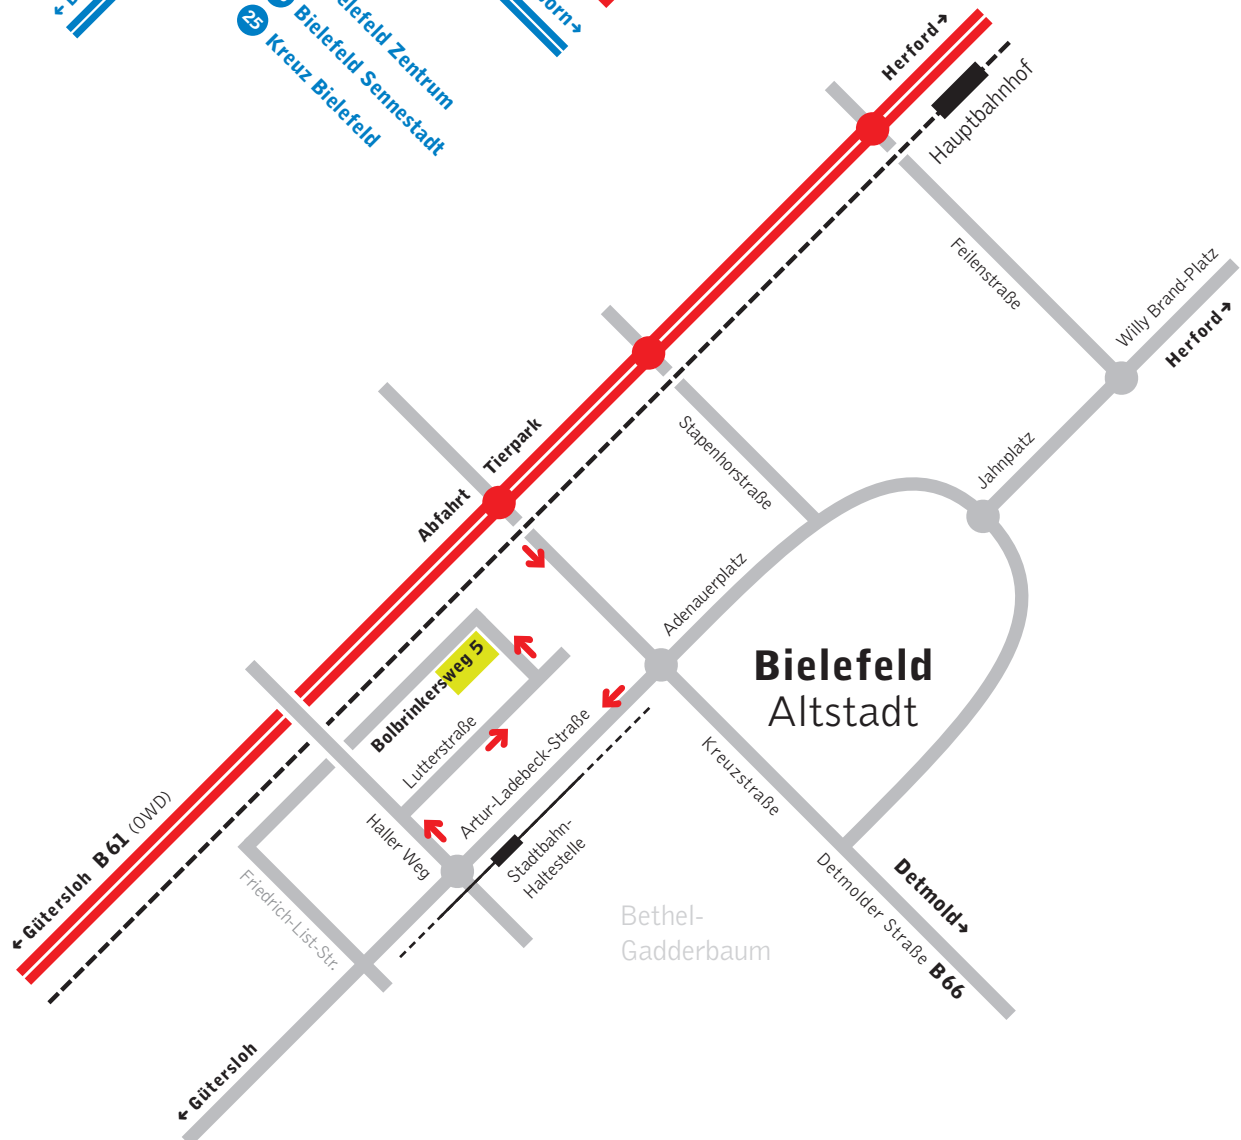 Zentrum
Bielefeld Sennestadt
25 Kreuz Bielefeld
Herford→
Hauptbahnhof
Feilenstraße
Willy Brand-Platz
Herford→
Abfahrt Tierpark
Stapenhorstraße
Jahnplatz
Adenauerplatz
Bielefeld
Altstadt
Bolbrinkersweg 5
Lutterstraße
Artur-Ladebeck-Straße
Kreuzstraße
Haller Weg
Stadtbahn-
Haltestelle
←Gütersloh B61 (OWD)
Friedrich-List-Str.
Bethel-
Gadderbaum
Detmold→
Detmolder Straße B66
←Gütersloh